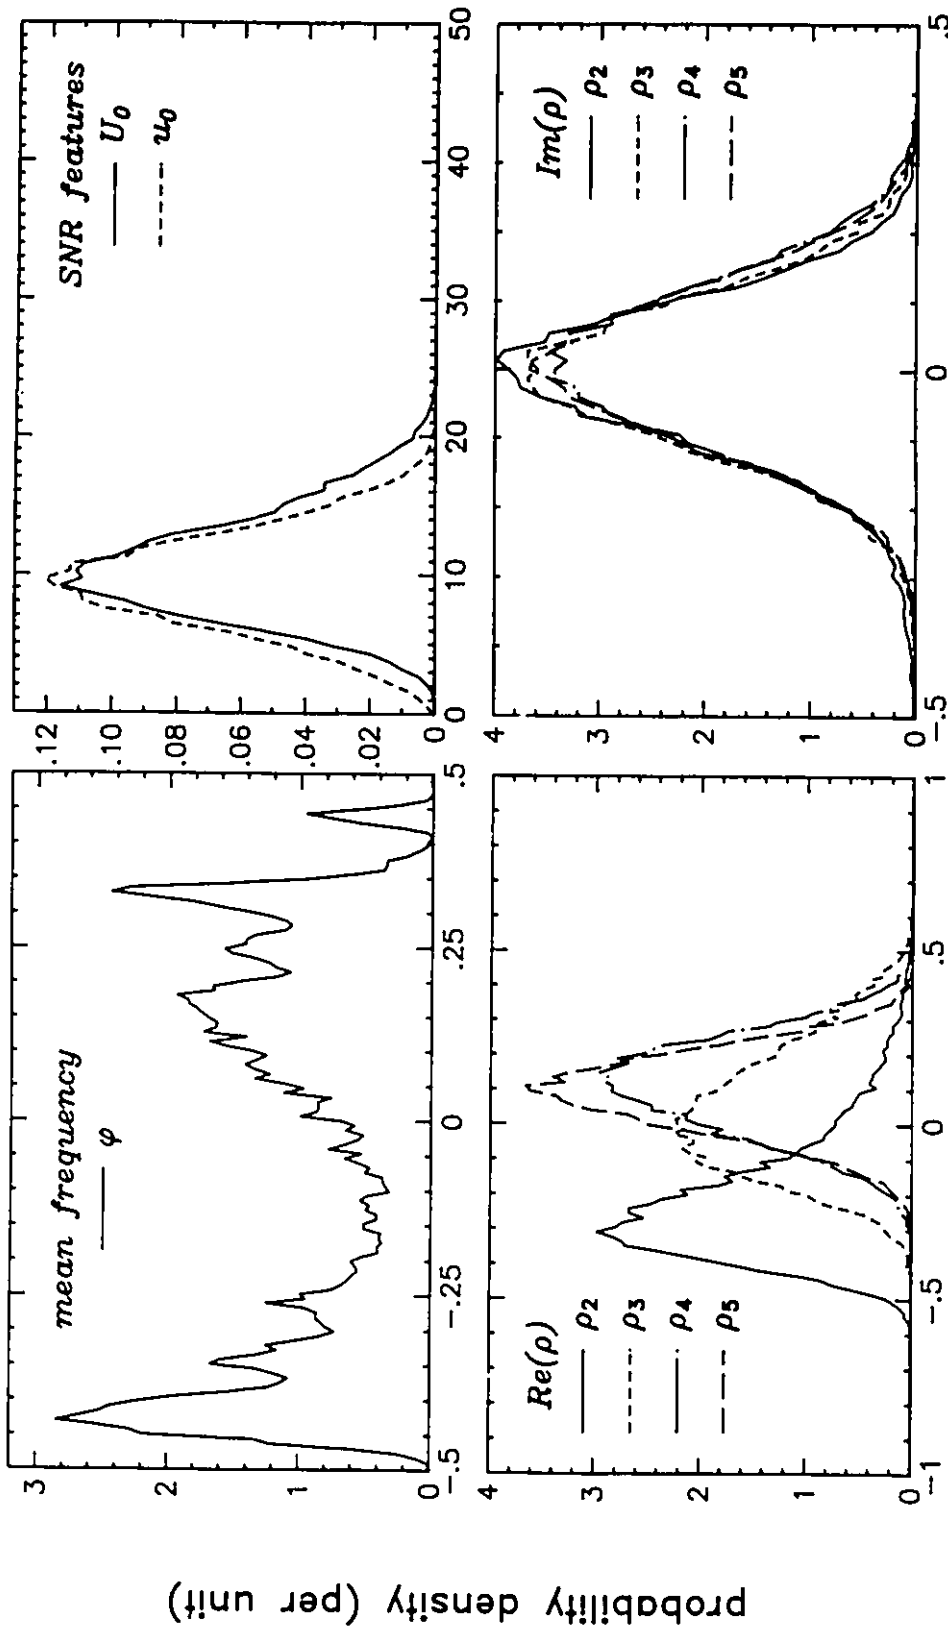 probability density (per unit)
mean frequency
φ
3
2
1
0
-.5
-.25
0
.25
.5
SNR features
U₀
u₀
.12
.10
.08
.06
.04
.02
0
0
10
20
30
40
50
Re(ρ)
ρ2
ρ3
ρ4
ρ5
4
3
2
1
0
-1
-.5
0
.5
1
Im(ρ)
ρ2
ρ3
ρ4
ρ5
4
3
2
1
0
-.5
0
.5